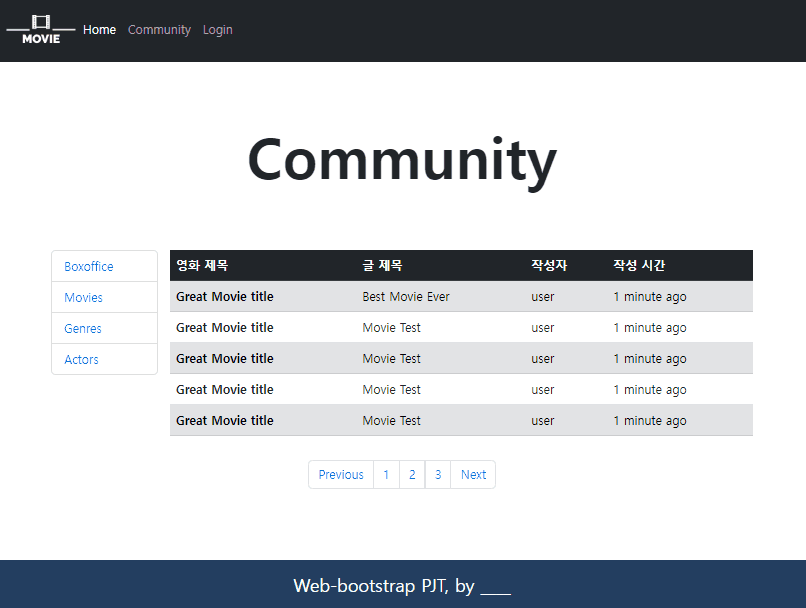 MOVIE Home Community Login
Community
Boxoffice
Movies
Genres
Actors
영화 제목 글 제목 작성자 작성 시간
Great Movie title Best Movie Ever user 1 minute ago
Great Movie title Movie Test user 1 minute ago
Great Movie title Movie Test user 1 minute ago
Great Movie title Movie Test user 1 minute ago
Great Movie title Movie Test user 1 minute ago
Previous 1 2 3 Next
Web-bootstrap PJT, by ____